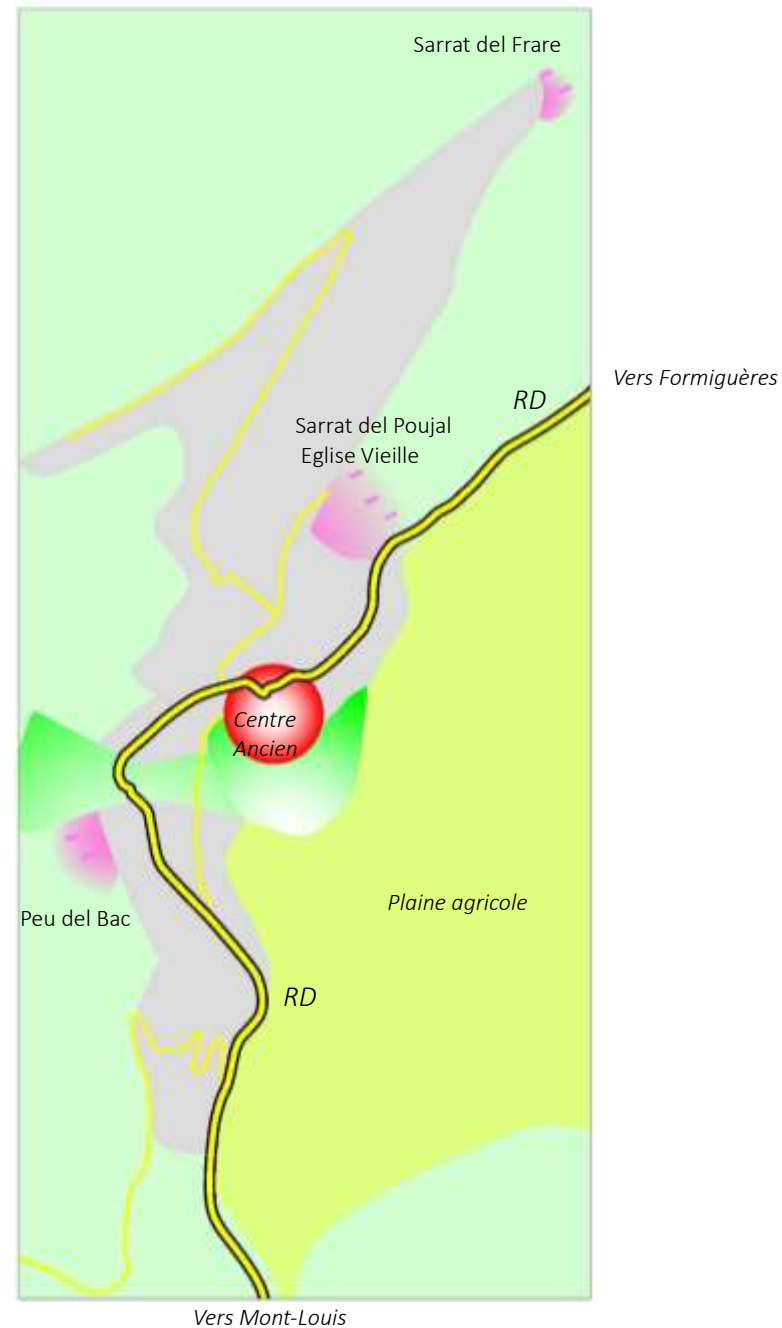 Sarrat del Frare
Vers Formiguères
RD
Sarrat del Poujal
Eglise Vieille
Centre
Ancien
Plaine agricole
Peu del Bac
RD
Vers Mont-Louis